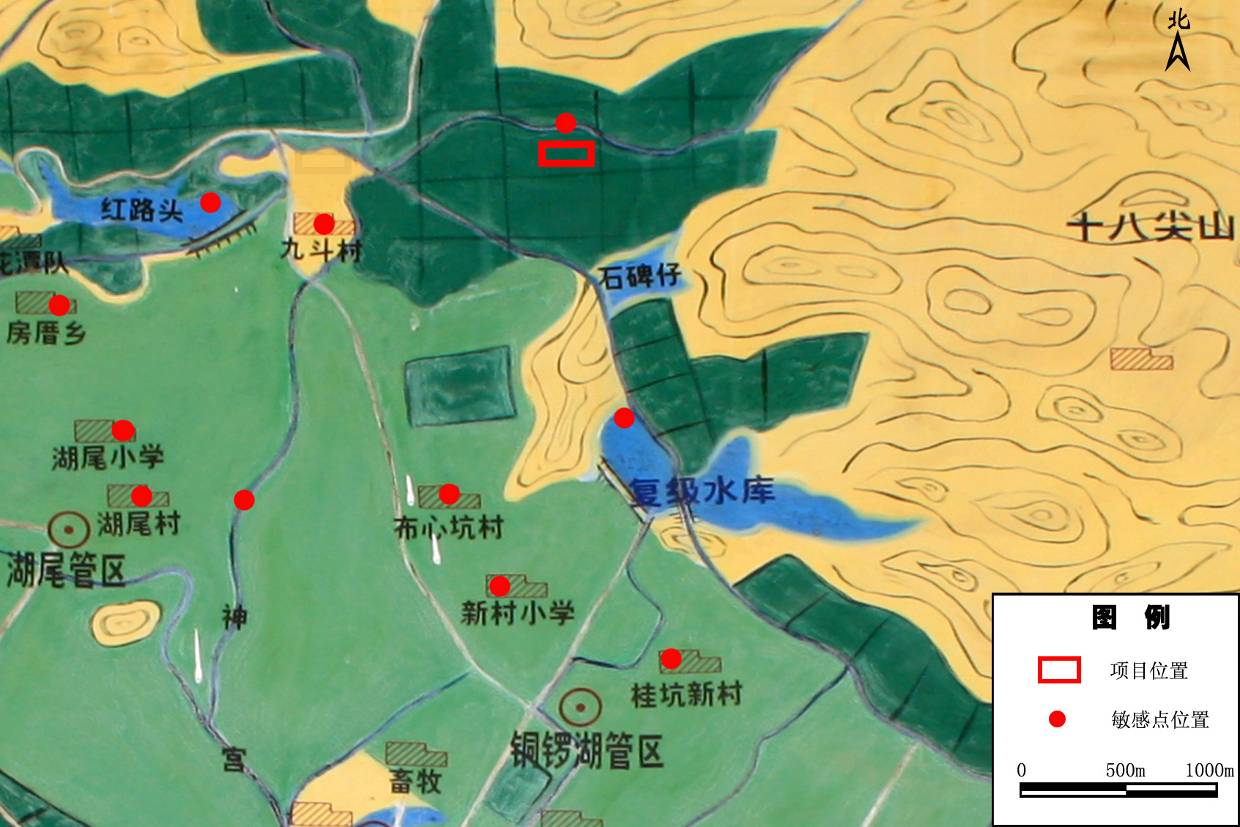 北
红路头
九斗村
十八尖山
石碑仔
花潭队
房厝乡
湖尾小学
复级水库
湖尾村
布心坑村
湖尾管区
新村小学
神
桂坑新村
铜锣湖管区
宫
畜牧
图 例
项目位置
敏感点位置
0 500m 1000m